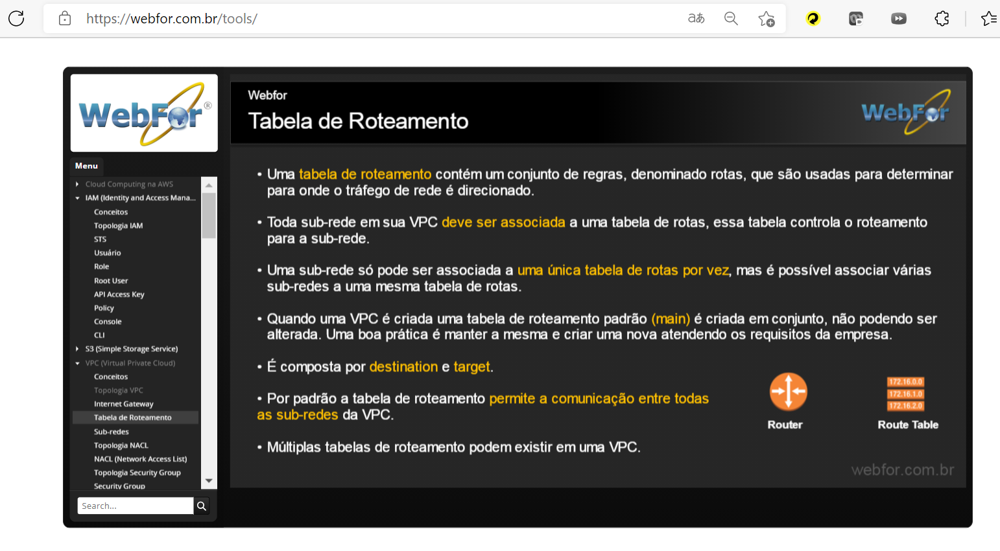 https://webfor.com.br/tools/
WebFor®
Menu
Cloud Computing na AWS
IAM (Identity and Access Mana...
Conceitos
Topologia IAM
STS
Usuário
Role
Root User
API Access Key
Policy
Console
CLI
S3 (Simple Storage Service)
VPC (Virtual Private Cloud)
Conceitos
Topologia VPC
Internet Gateway
Tabela de Roteamento
Sub-redes
Topologia NACL
NACL (Network Access List)
Topologia Security Group
Security Group
Search...
Webfor
Tabela de Roteamento
WebFor
• Uma tabela de roteamento contém um conjunto de regras, denominado rotas, que são usadas para determinar
para onde o tráfego de rede é direcionado.
• Toda sub-rede em sua VPC deve ser associada a uma tabela de rotas, essa tabela controla o roteamento
para a sub-rede.
• Uma sub-rede só pode ser associada a uma única tabela de rotas por vez, mas é possível associar várias
sub-redes a uma mesma tabela de rotas.
• Quando uma VPC é criada uma tabela de roteamento padrão (main) é criada em conjunto, não podendo ser
alterada. Uma boa prática é manter a mesma e criar uma nova atendendo os requisitos da empresa.
• É composta por destination e target.
• Por padrão a tabela de roteamento permite a comunicação entre todas
as sub-redes da VPC.
• Múltiplas tabelas de roteamento podem existir em uma VPC.
Router
172.16.0.0
172.16.1.0
172.16.2.0
Route Table
webfor.com.br